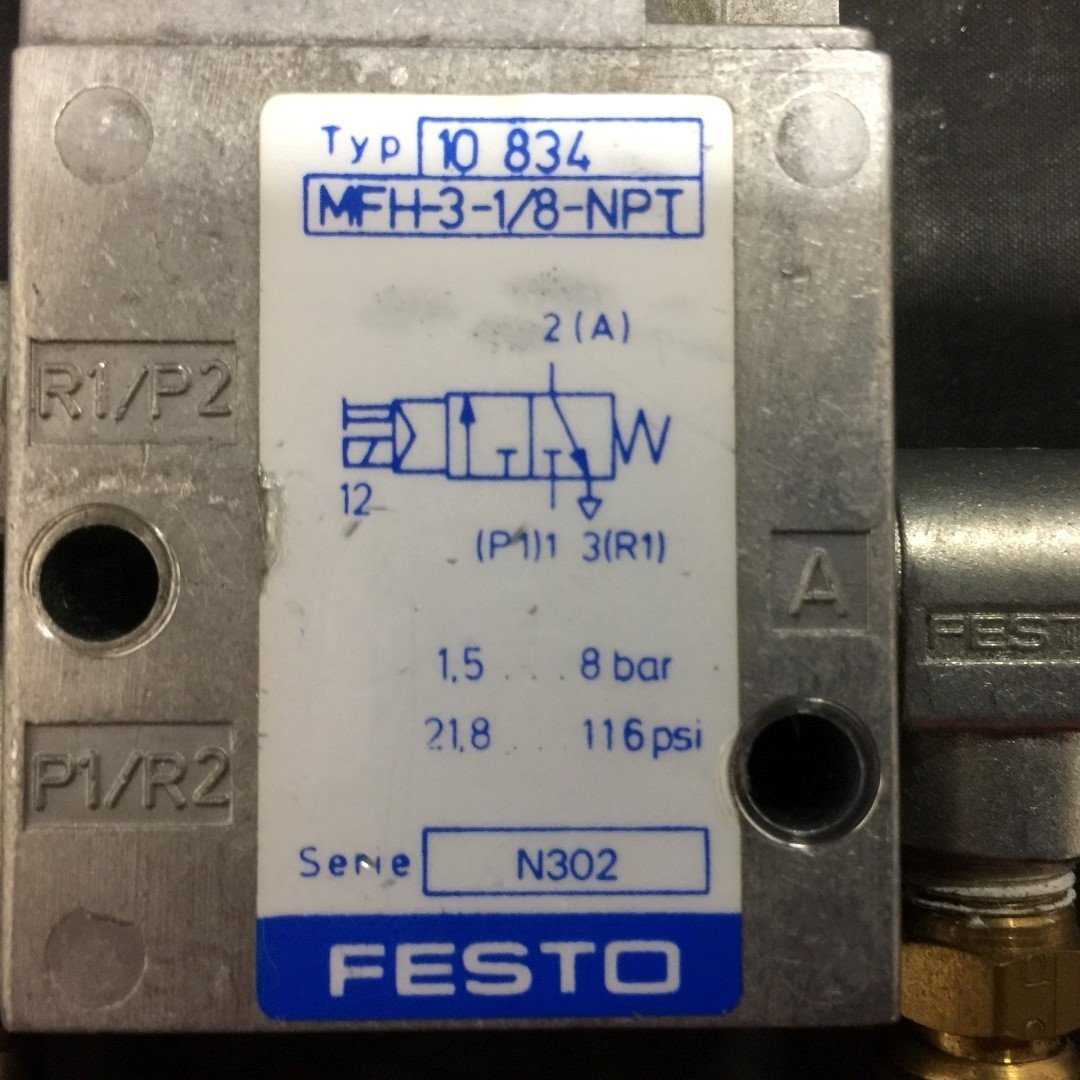 Typ 10 834
MFH-3-1/8-NPT
2 (A)
R1/P2
12
(P1)1 3(R1)
A
FEST
1,5 .... 8 bar
21,8 ... 116 psi
P1/R2
Serie N302
FESTO